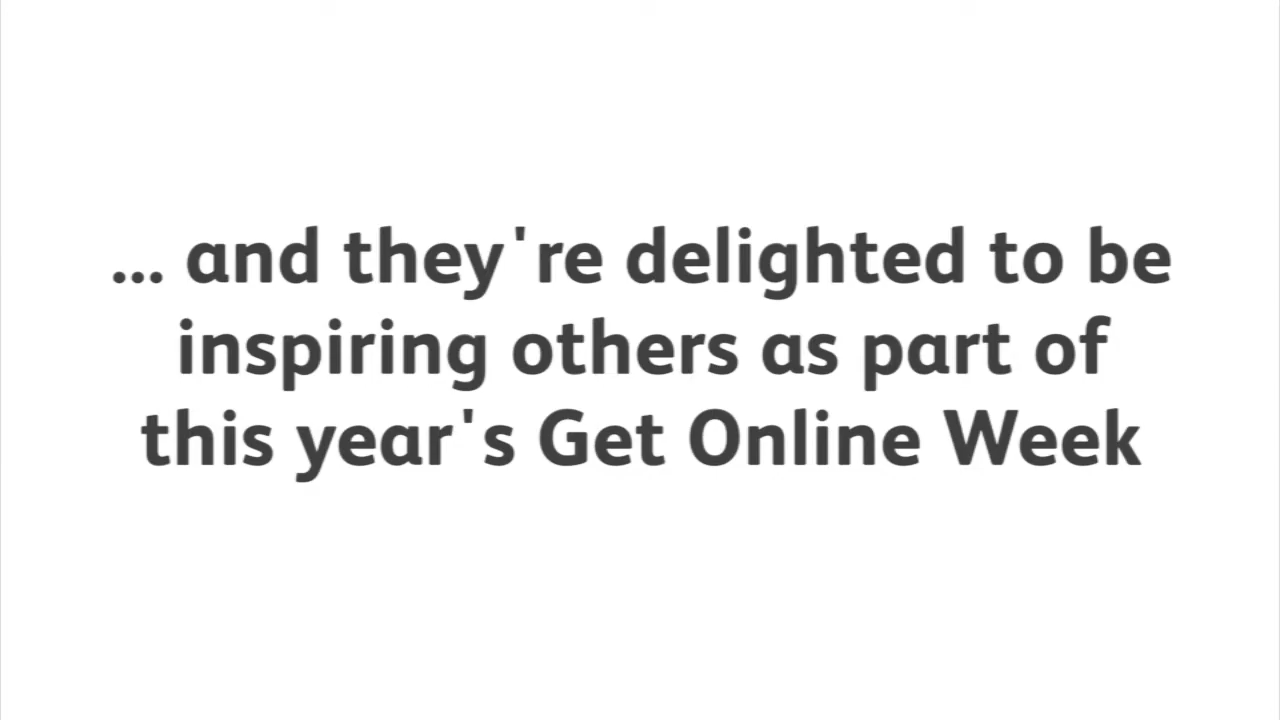 ... and they're delighted to be
inspiring others as part of
this year's Get Online Week